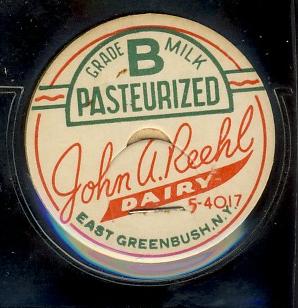 GRADE B MILK
PASTEURIZED
John A. Reehl
DAIRY
5-4017
EAST GREENBUSH, N.Y.